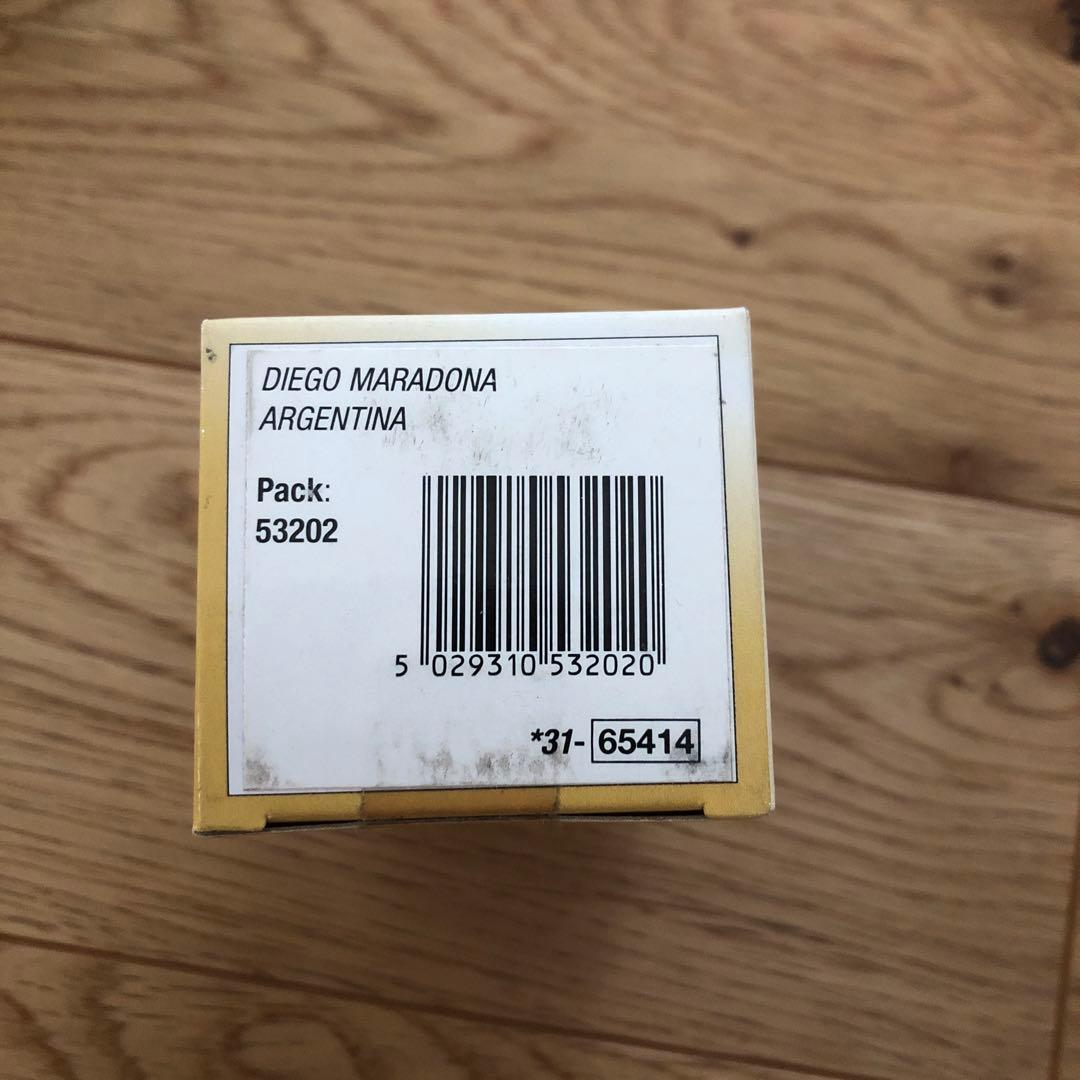 DIEGO MARADONA
ARGENTINA
Pack:
53202
5 029310 532020
*31- 65414